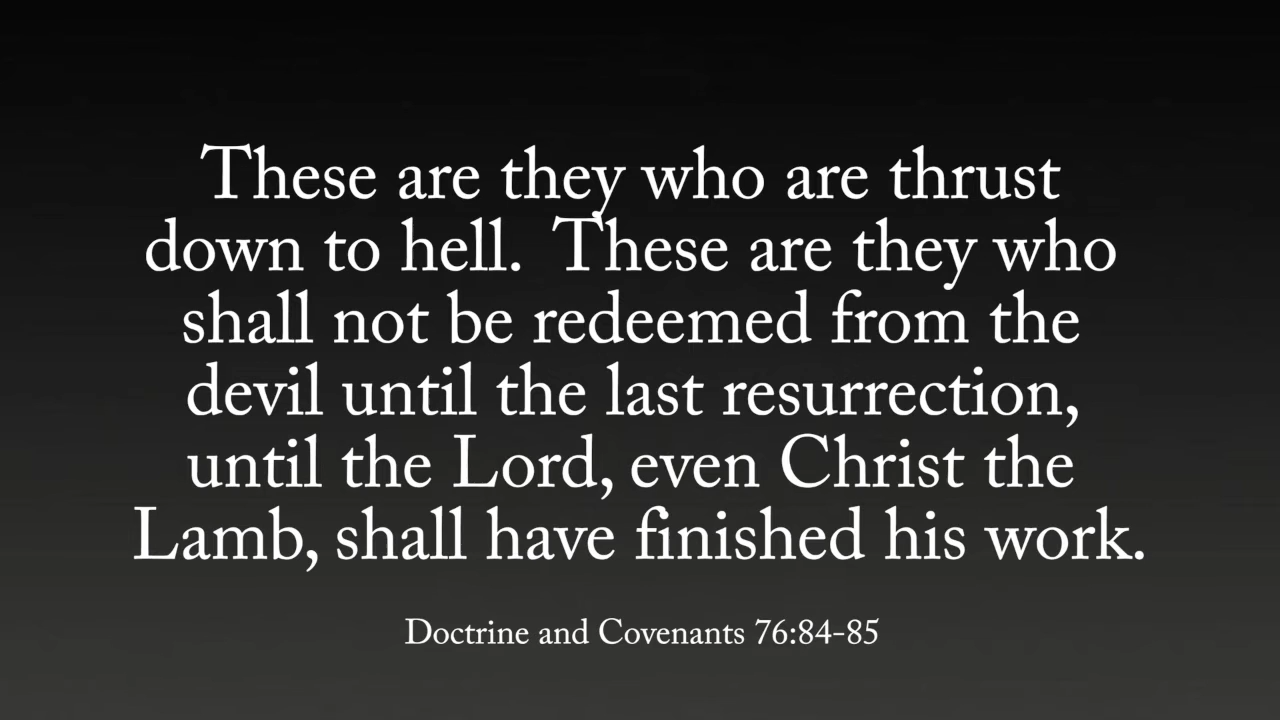 These are they who are thrust
down to hell.  These are they who
shall not be redeemed from the
devil until the last resurrection,
until the Lord, even Christ the
Lamb, shall have finished his work.
Doctrine and Covenants 76:84-85